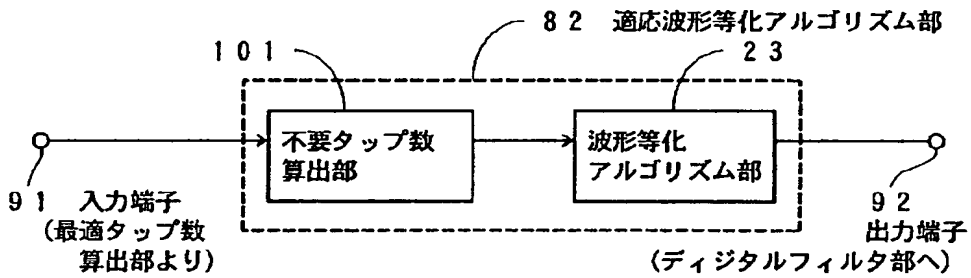 ８２　適応波形等化アルゴリズム部
１０１
２３
不要タップ数
算出部
波形等化
アルゴリズム部
９１　入力端子
（最適タップ数
算出部より）
９２
出力端子
（ディジタルフィルタ部へ）